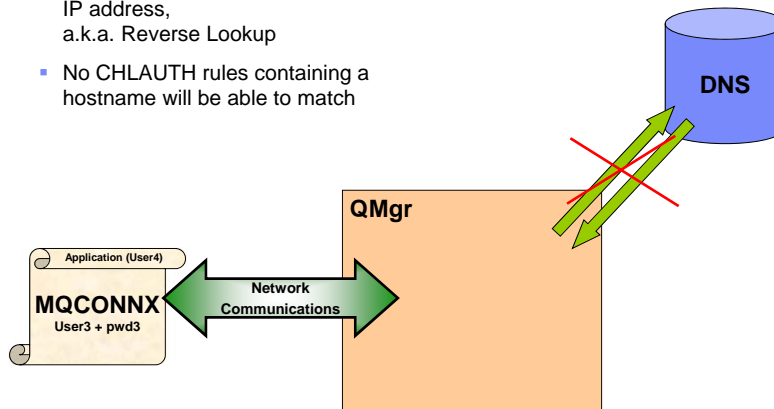 IP address,
a.k.a. Reverse Lookup
▪ No CHLAUTH rules containing a
hostname will be able to match
DNS
QMgr
Application (User4)
MQCONNX
User3 + pwd3
Network
Communications